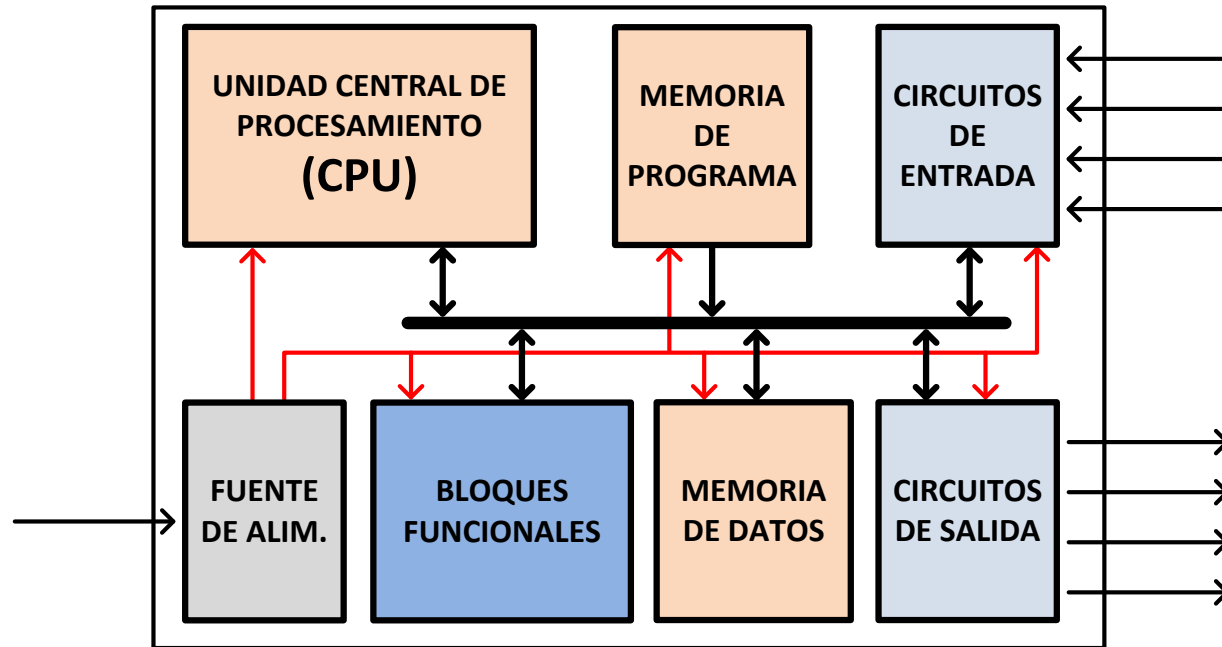 UNIDAD CENTRAL DE
PROCESAMIENTO
(CPU)
MEMORIA
DE
PROGRAMA
CIRCUITOS
DE
ENTRADA
FUENTE
DE ALIM.
BLOQUES
FUNCIONALES
MEMORIA
DE DATOS
CIRCUITOS
DE SALIDA